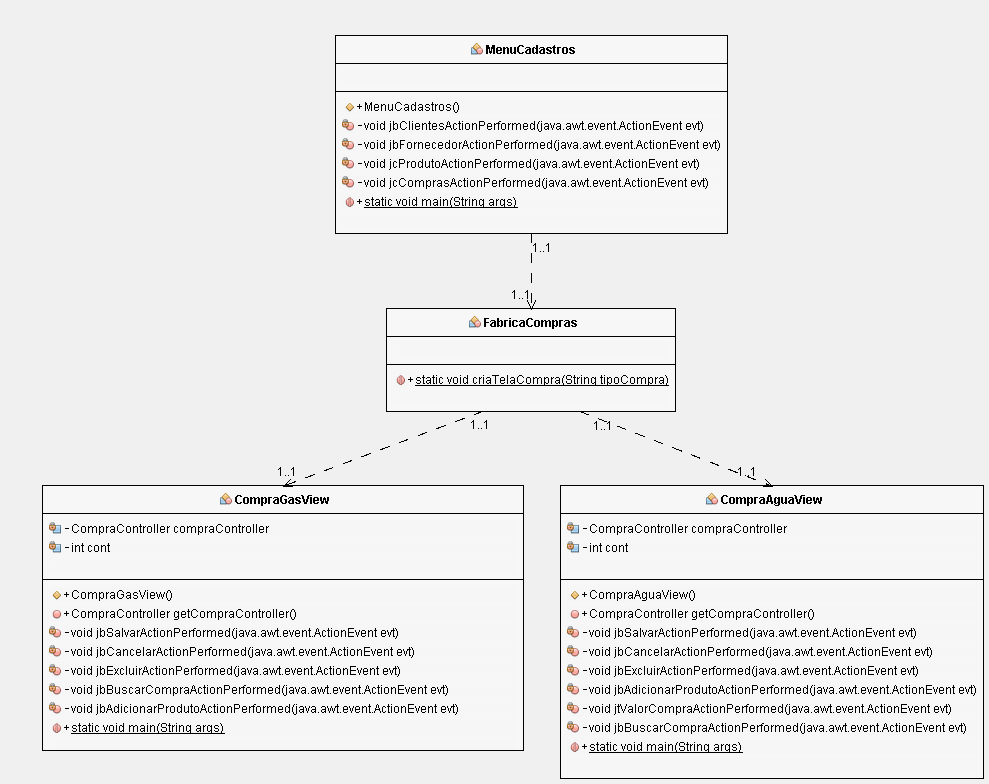 MenuCadastros
+MenuCadastros()
-void jbClientesActionPerformed(java.awt.event.ActionEvent evt)
-void jbFornecedorActionPerformed(java.awt.event.ActionEvent evt)
-void jcProdutoActionPerformed(java.awt.event.ActionEvent evt)
-void jcComprasActionPerformed(java.awt.event.ActionEvent evt)
+static void main(String args)
1..1
1..1
FabricaCompras
+static void criaTelaCompra(String tipoCompra)
1..1
1..1
1..1
1..1
CompraGasView
-CompraController compraController
-int cont
+CompraGasView()
+CompraController getCompraController()
-void jbSalvarActionPerformed(java.awt.event.ActionEvent evt)
-void jbCancelarActionPerformed(java.awt.event.ActionEvent evt)
-void jbExcluirActionPerformed(java.awt.event.ActionEvent evt)
-void jbBuscarCompraActionPerformed(java.awt.event.ActionEvent evt)
-void jbAdicionarProdutoActionPerformed(java.awt.event.ActionEvent evt)
+static void main(String args)
CompraAguaView
-CompraController compraController
-int cont
+CompraAguaView()
+CompraController getCompraController()
-void jbSalvarActionPerformed(java.awt.event.ActionEvent evt)
-void jbCancelarActionPerformed(java.awt.event.ActionEvent evt)
-void jbExcluirActionPerformed(java.awt.event.ActionEvent evt)
-void jbAdicionarProdutoActionPerformed(java.awt.event.ActionEvent evt)
-void jtValorCompraActionPerformed(java.awt.event.ActionEvent evt)
-void jbBuscarCompraActionPerformed(java.awt.event.ActionEvent evt)
+static void main(String args)